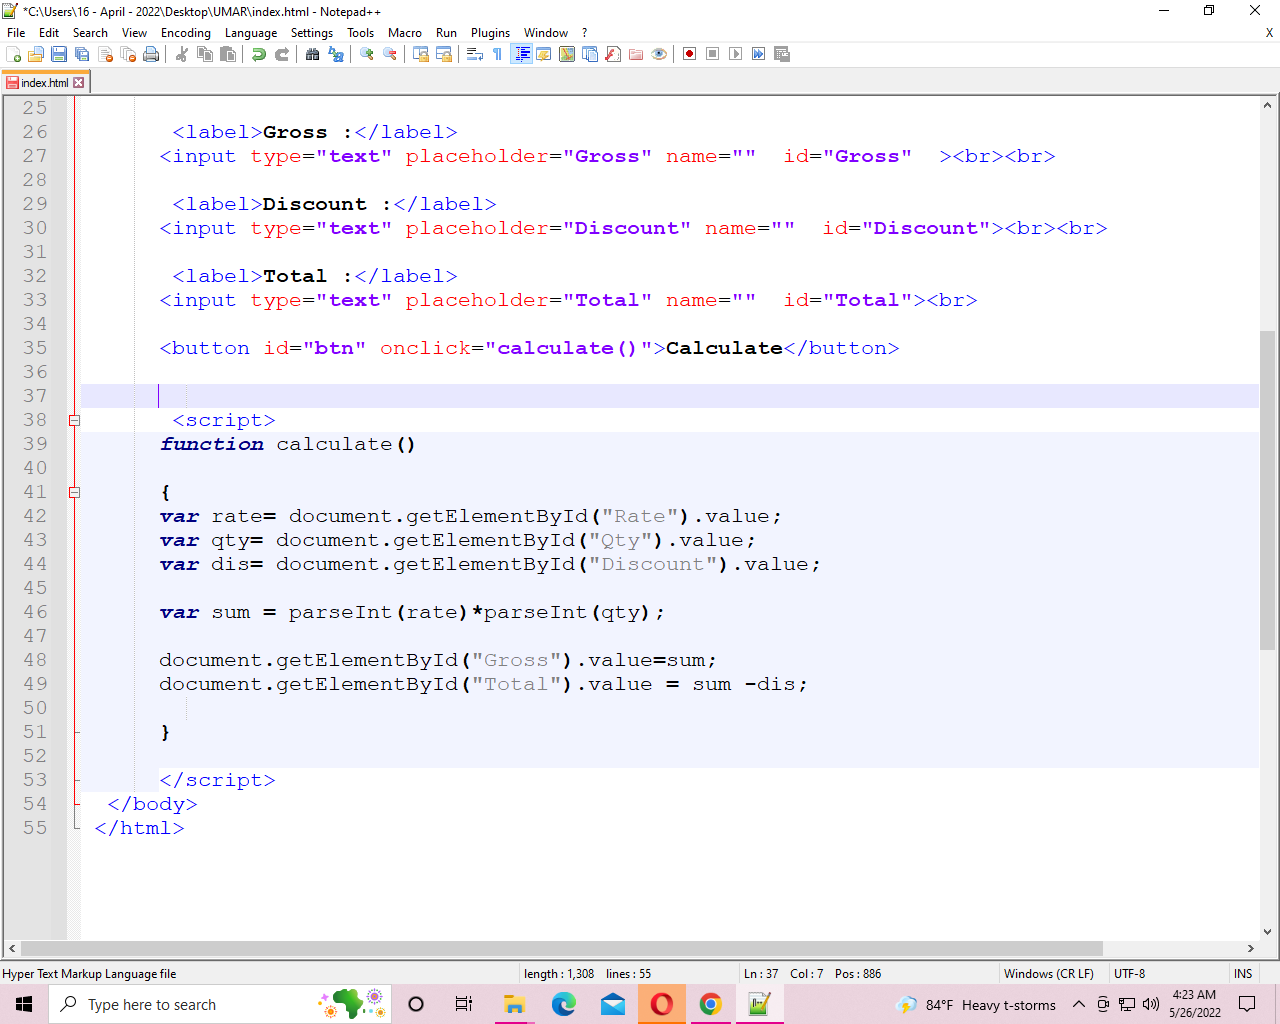 *C:\Users\16 - April - 2022\Desktop\UMAR\index.html - Notepad++
File Edit Search View Encoding Language Settings Tools Macro Run Plugins Window ? X
index.html
25
26 <label>Gross :</label>
27 <input type="text" placeholder="Gross" name=""  id="Gross"  ><br><br>
28
29 <label>Discount :</label>
30 <input type="text" placeholder="Discount" name=""  id="Discount"><br><br>
31
32 <label>Total :</label>
33 <input type="text" placeholder="Total" name=""  id="Total"><br>
34
35 <button id="btn" onclick="calculate()">Calculate</button>
36
37
38 <script>
39 function calculate()
40
41 {
42 var rate= document.getElementById("Rate").value;
43 var qty= document.getElementById("Qty").value;
44 var dis= document.getElementById("Discount").value;
45
46 var sum = parseInt(rate)*parseInt(qty);
47
48 document.getElementById("Gross").value=sum;
49 document.getElementById("Total").value = sum -dis;
50
51 }
52
53 </script>
54 </body>
55 </html>
Hyper Text Markup Language file length : 1,308 lines : 55 Ln : 37 Col : 7 Pos : 886 Windows (CR LF) UTF-8 INS
Type here to search 84°F Heavy t-storms 4:23 AM
5/26/2022